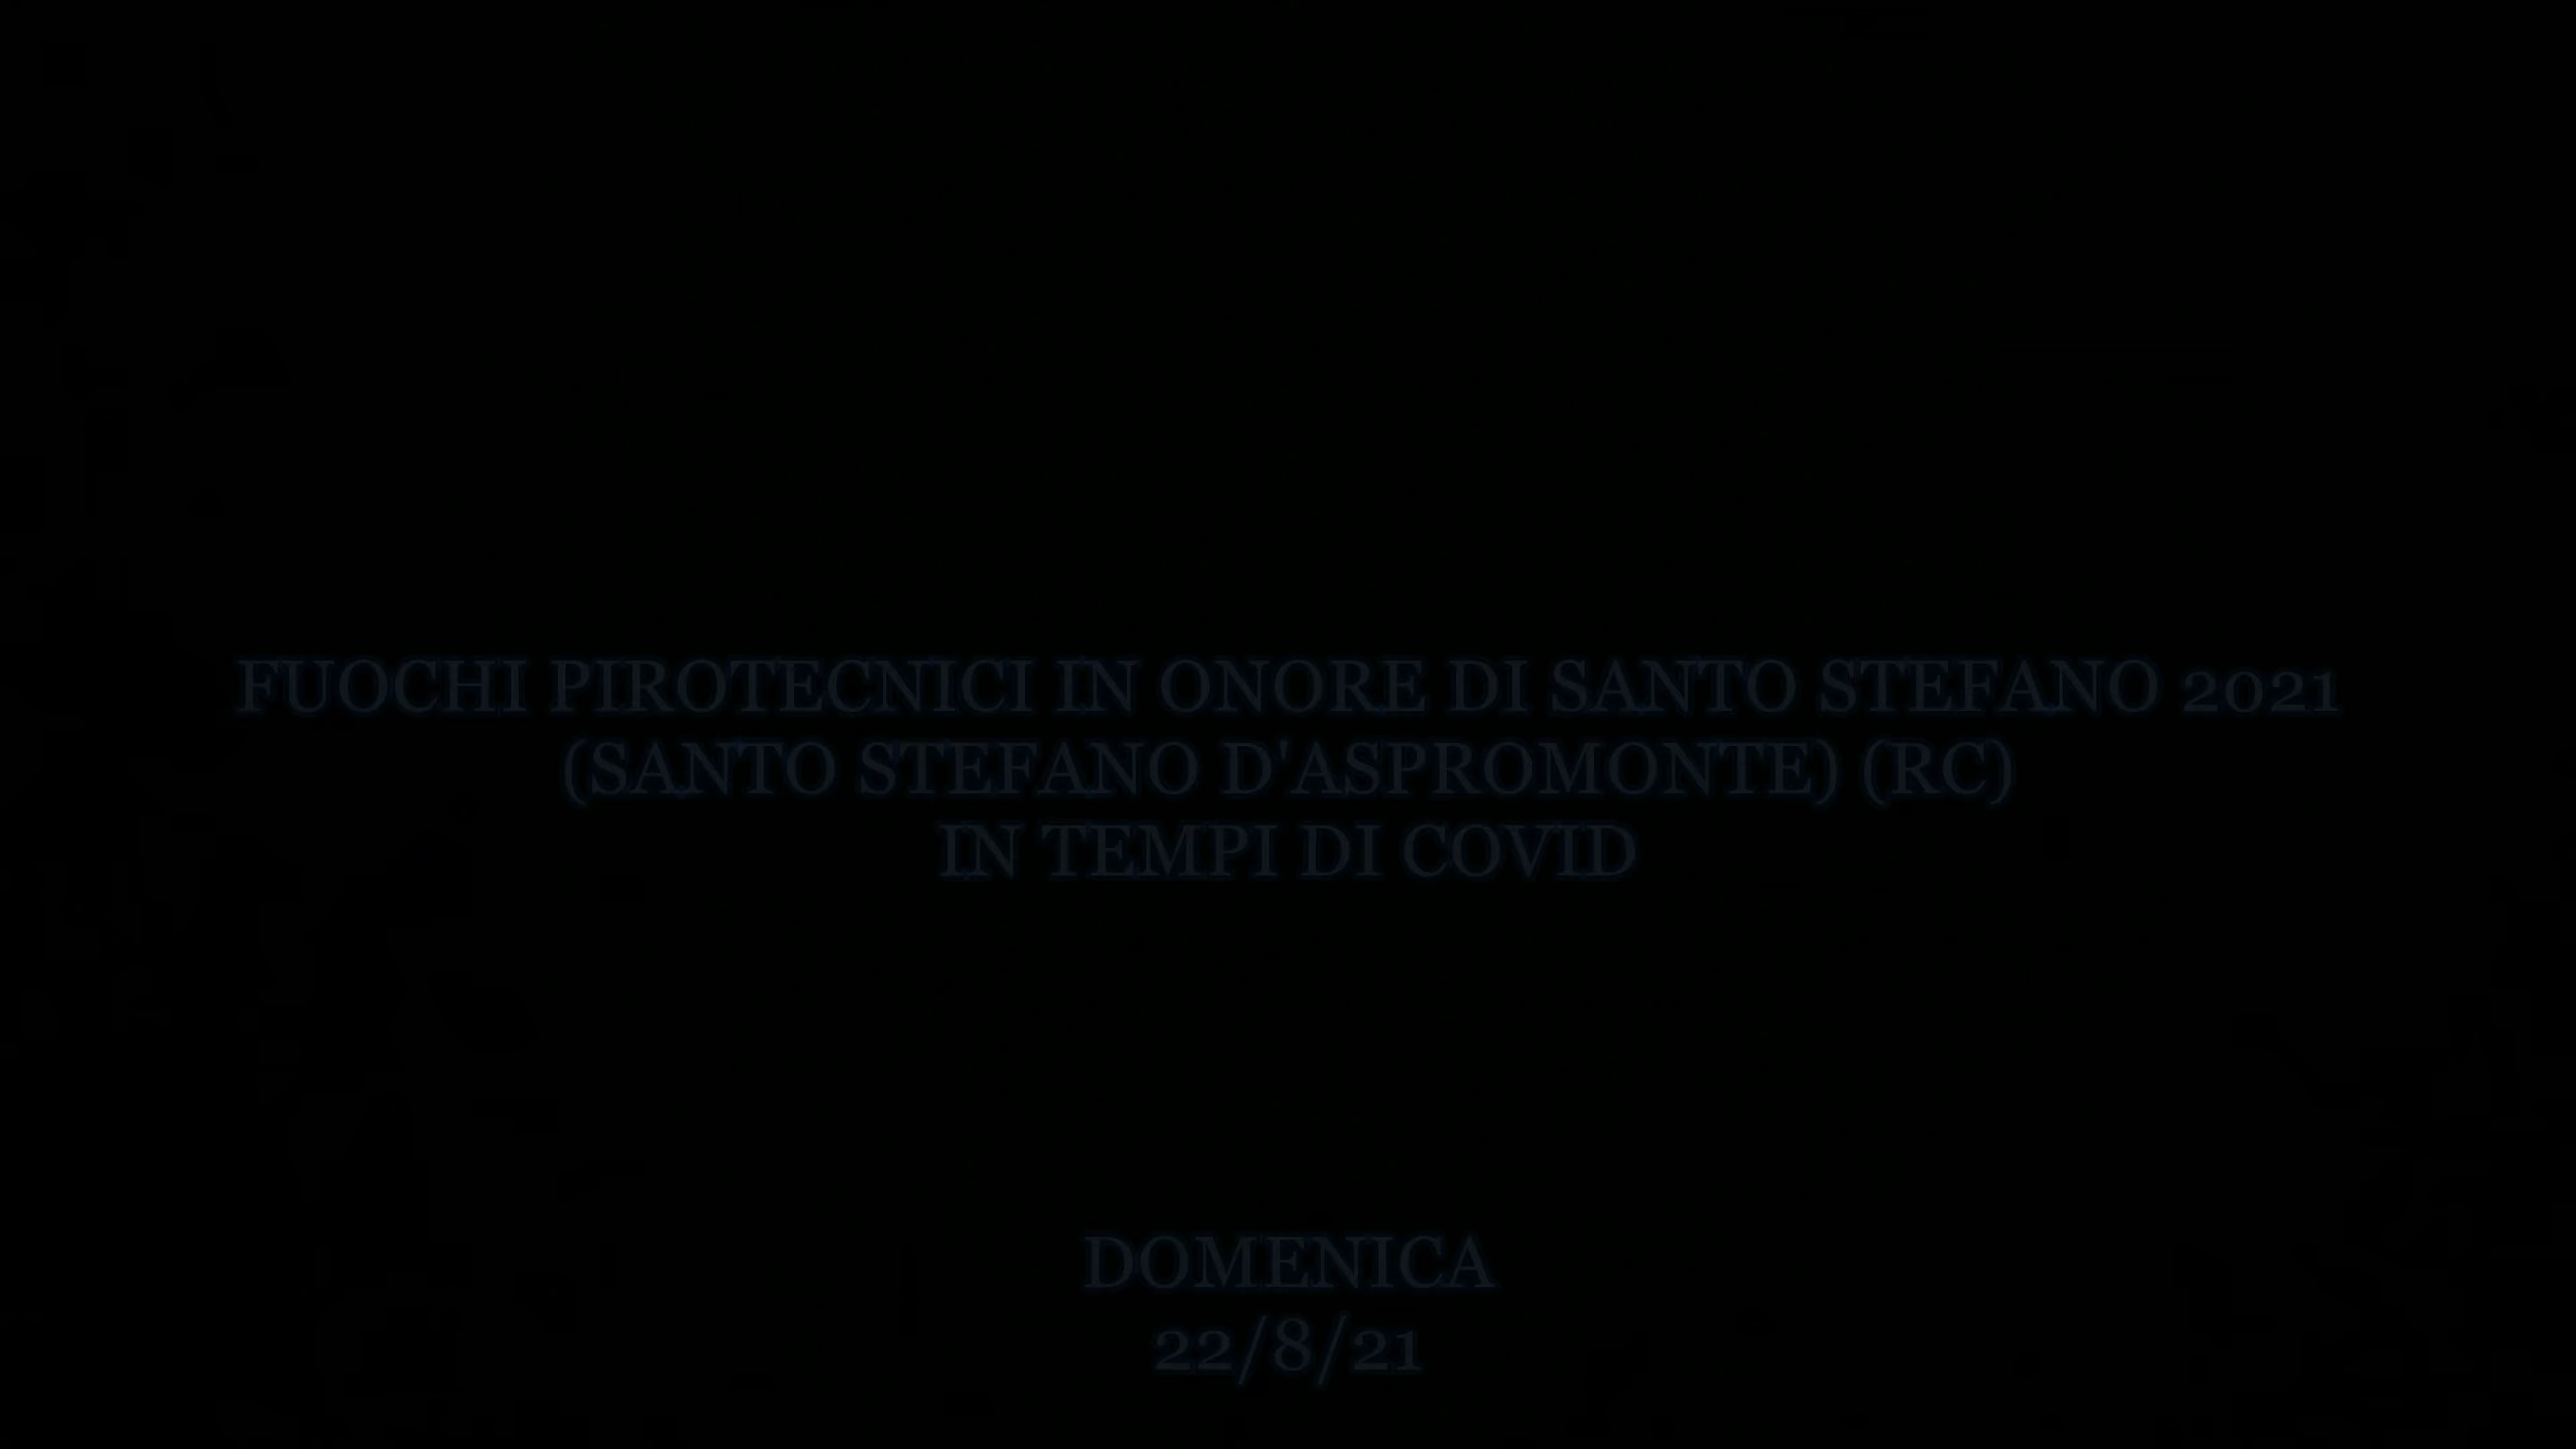 FUOCHI PIROTECNICI IN ONORE DI SANTO STEFANO 2021
(SANTO STEFANO D'ASPROMONTE) (RC)
IN TEMPI DI COVID
DOMENICA
22/8/21